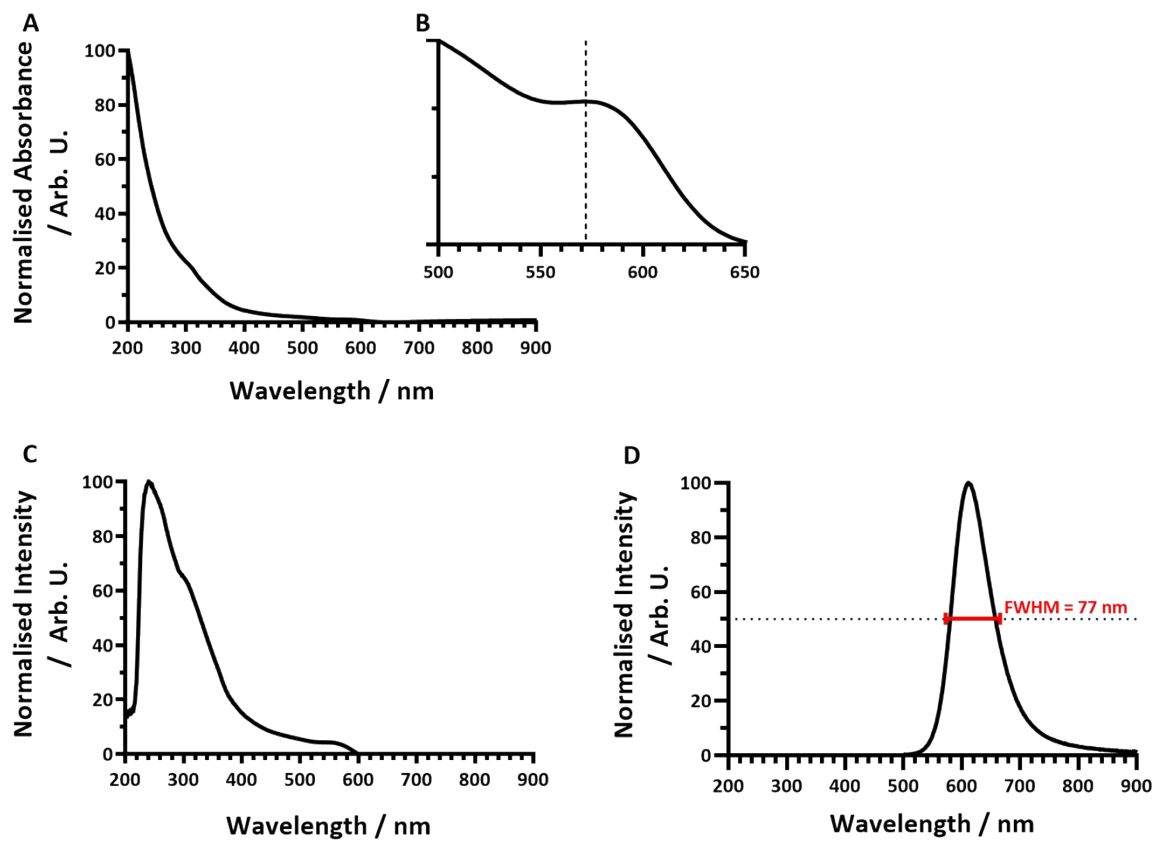 A
B
Normalised Absorbance
/ Arb. U.
100
80
60
40
20
0
200 300 400 500 600 700 800 900
Wavelength / nm
500 550 600 650
C
Normalised Intensity
/ Arb. U.
100
80
60
40
20
0
200 300 400 500 600 700 800 900
Wavelength / nm
D
Normalised Intensity
/ Arb. U.
100
80
60
40
20
0
FWHM = 77 nm
200 300 400 500 600 700 800 900
Wavelength / nm